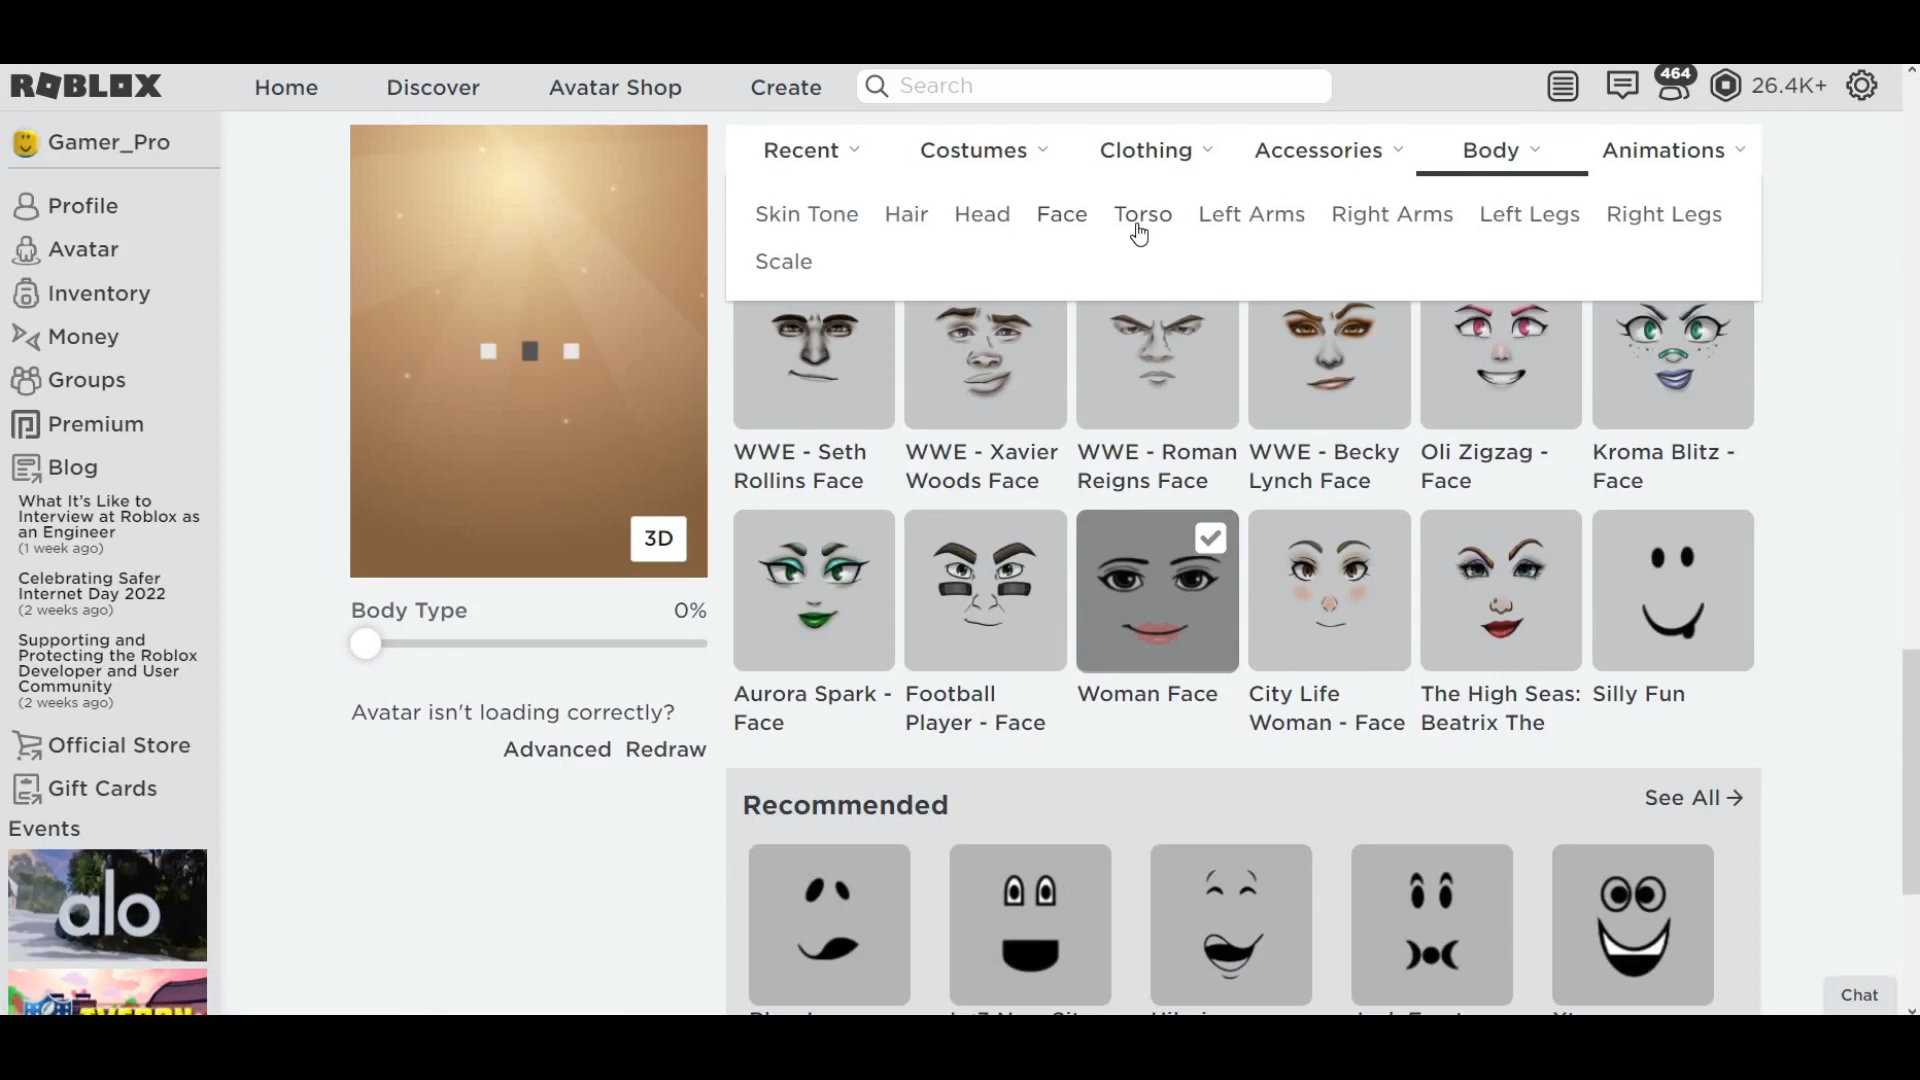 ROBLOX
Home
Discover
Avatar Shop
Create
Search
464
26.4K+
Gamer_Pro
Profile
Avatar
Inventory
Money
Groups
Premium
Blog
What It's Like to
Interview at Roblox as
an Engineer
(1 week ago)
Celebrating Safer
Internet Day 2022
(2 weeks ago)
Supporting and
Protecting the Roblox
Developer and User
Community
(2 weeks ago)
Official Store
Gift Cards
Events
alo
3D
Body Type 0%
Avatar isn't loading correctly?
Advanced Redraw
Recent
Costumes
Clothing
Accessories
Body
Animations
Skin Tone
Hair
Head
Face
Torso
Left Arms
Right Arms
Left Legs
Right Legs
Scale
WWE - Seth
Rollins Face
WWE - Xavier
Woods Face
WWE - Roman
Reigns Face
WWE - Becky
Lynch Face
Oli Zigzag -
Face
Kroma Blitz -
Face
Aurora Spark -
Face
Football
Player - Face
Woman Face
City Life
Woman - Face
The High Seas:
Beatrix The
Silly Fun
Recommended
See All
Chat